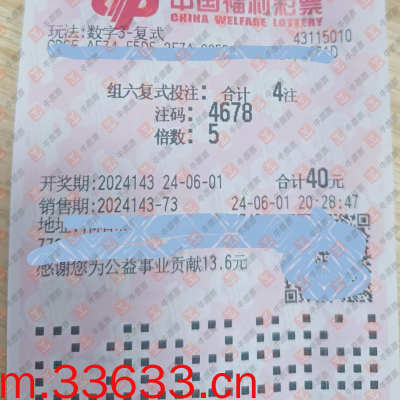 中国福利彩票
CHINA WELFARE LOTTERY
玩法:数字3-复式
43115010
组六复式投注: 合计 4注
注码: 4678
倍数: 5
开奖期:2024143 24-06-01 合计40元
销售期:2024143-73 24-06-01 20:28:47
地址:
感谢您为公益事业贡献13.6元
m.33633.cn